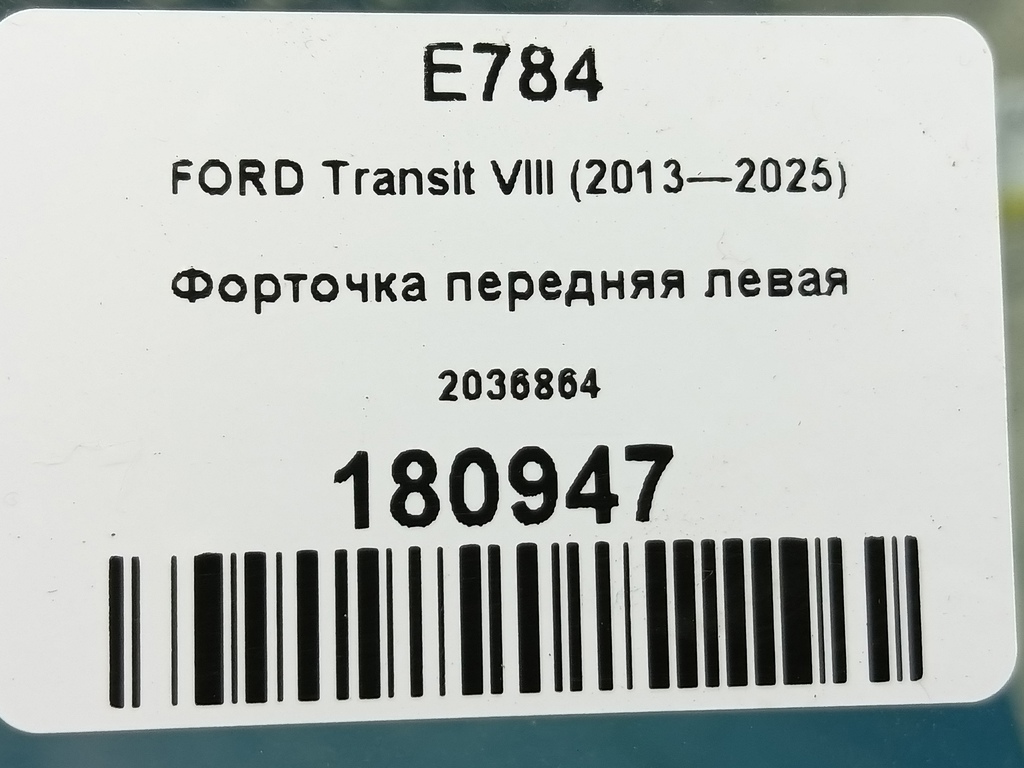 E784
FORD Transit VIII (2013—2025)
Форточка передняя левая
2036864
180947